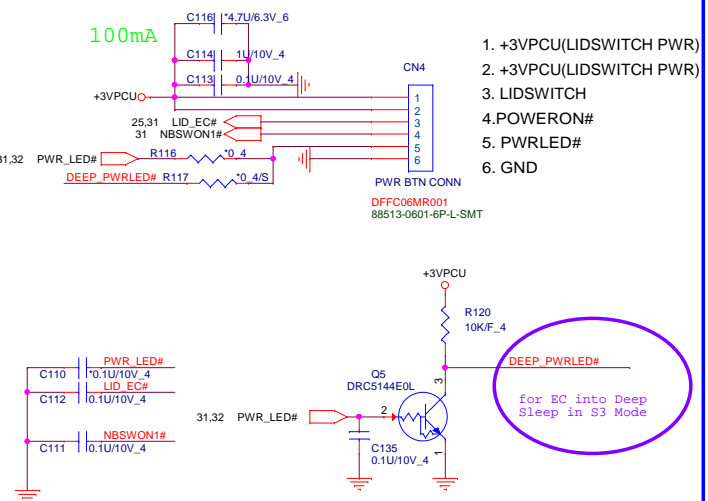 100mA
C116 *4.7U/6.3V_6
C114 1U/10V_4
C113 0.1U/10V_4
+3VPCU
CN4
1
2
3
4
5
6
25,31 LID_EC#
31 NBSWON1#
31,32 PWR_LED# R116 *0_4
DEEP_PWRLED# R117 *0_4/S
PWR BTN CONN
DFFC06MR001
88513-0601-6P-L-SMT
1. +3VPCU(LIDSWITCH PWR)
2. +3VPCU(LIDSWITCH PWR)
3. LIDSWITCH
4.POWERON#
5. PWRLED#
6. GND
PWR_LED#
C110 *0.1U/10V_4
LID_EC#
C112 0.1U/10V_4
NBSWON1#
C111 0.1U/10V_4
+3VPCU
R120
10K/F_4
DEEP_PWRLED#
Q5
DRC5144E0L
3
2
1
31,32 PWR_LED#
C135
0.1U/10V_4
for EC into Deep
Sleep in S3 Mode